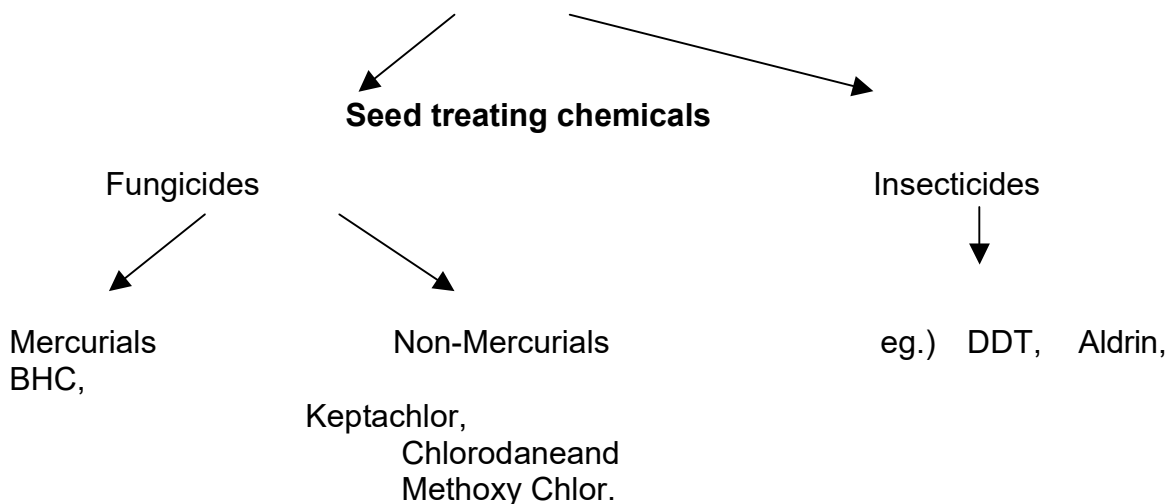 Seed treating chemicals
Fungicides Insecticides
Mercurials Non-Mercurials eg.) DDT, Aldrin,
BHC,
Keptachlor,
Chlorodaneand
Methoxy Chlor.